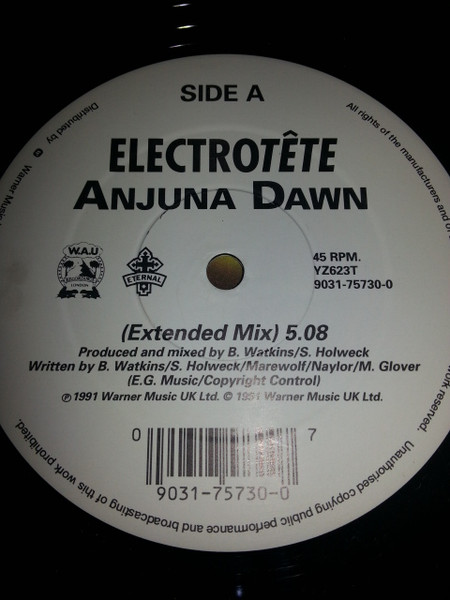 SIDE A
ELECTROTÊTE
ANJUNA DAWN
W.A.U
LONDON
ETERNAL
45 RPM.
YZ623T
9031-75730-0
(Extended Mix) 5.08
Produced and mixed by B. Watkins/S. Holweck
Written by B. Watkins/S. Holweck/Marewolf/Naylor/M. Glover
(E.G. Music/Copyright Control)
℗ 1991 Warner Music UK Ltd. © 1991 Warner Music UK Ltd.
0 7
9031-75730-0
All rights of the manufacturers and of
work reserved. Unauthorised copying public performance and broadcasting of this work prohibited.
Distributed by Warner Music